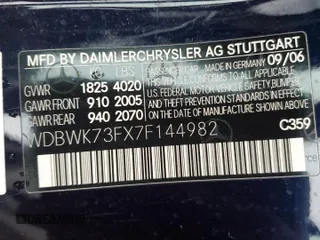 MFD BY DAIMLERCHRYSLER AG STUTTGART
KG LBS 09/06
GVWR 1825 4020
GAWR FRONT 910 2005
GAWR REAR 940 2070
WDBWK73FX7F144982
C359